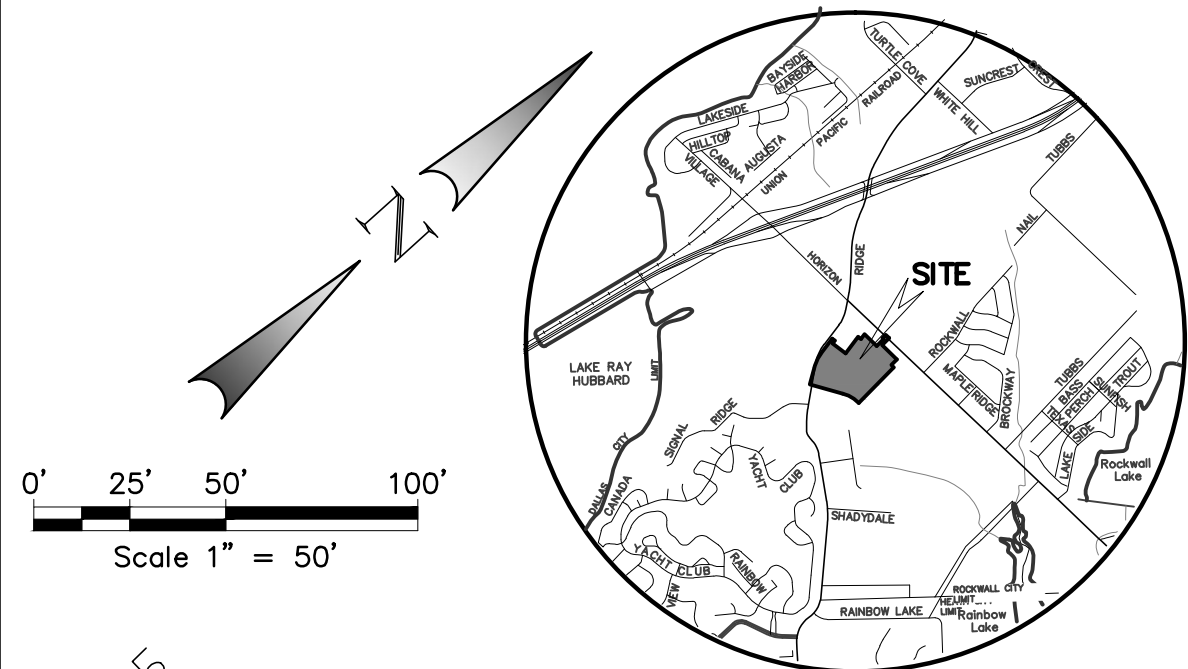 N
0' 25' 50' 100'
Scale 1" = 50'
TURTLE COVE
BAYSIDE
HARBOR
SUNCREST
CREST
RAILROAD
WHITE HILL
LAKESIDE
HILLTOP
CABANA
AUGUSTA
PACIFIC
VILLAGE
UNION
TUBBS
NAIL
HORIZON
RIDGE
SITE
ROCKWALL
LAKE RAY
HUBBARD
LIMIT
CITY
DALLAS
MAPLE RIDGE
BROCKWAY
TUBBS
BASS
PERCH
SUNFISH
TROUT
TEXAS
SIDE
LAKE
Rockwall
Lake
SIGNAL RIDGE
YACHT CLUB
CANADA
SHADYDALE
YACHT CLUB
RAINBOW
VIEW
ROCKWALL CITY
LIMIT
LIMIT
RAINBOW LAKE
Rainbow
Lake